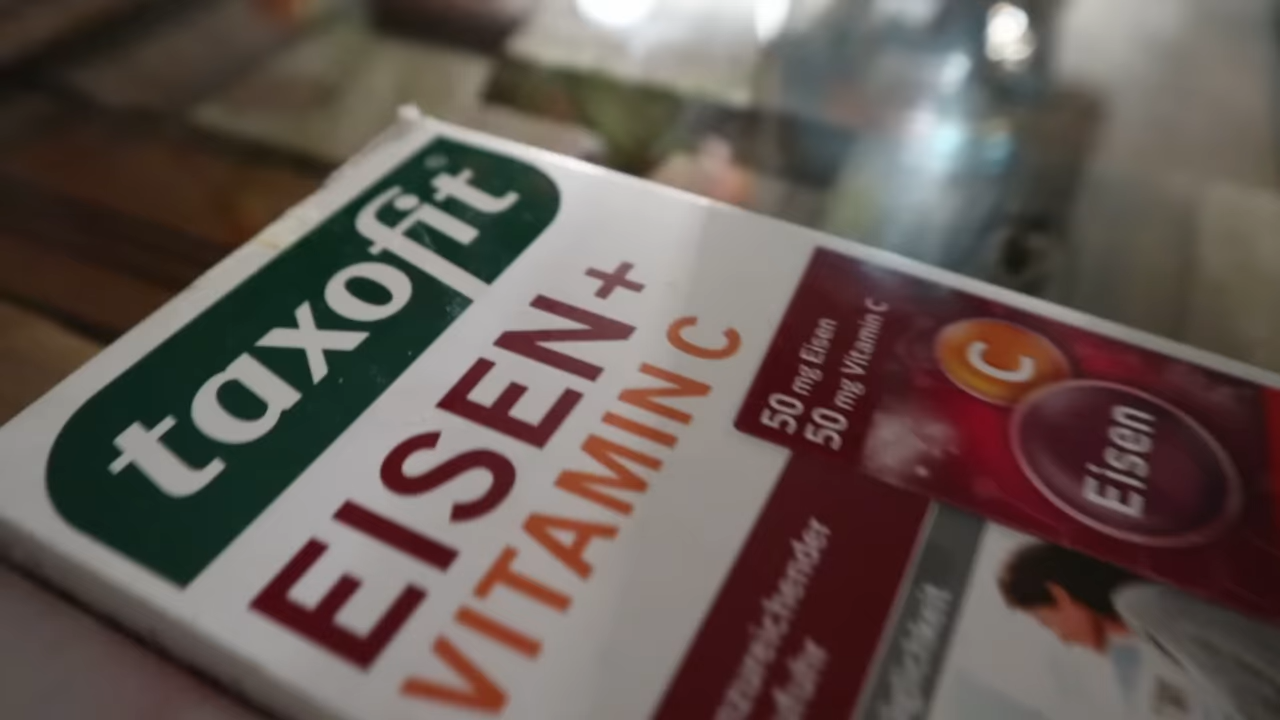 taxofit®
EISEN+
VITAMIN C
50 mg Eisen
50 mg Vitamin C
C
Eisen